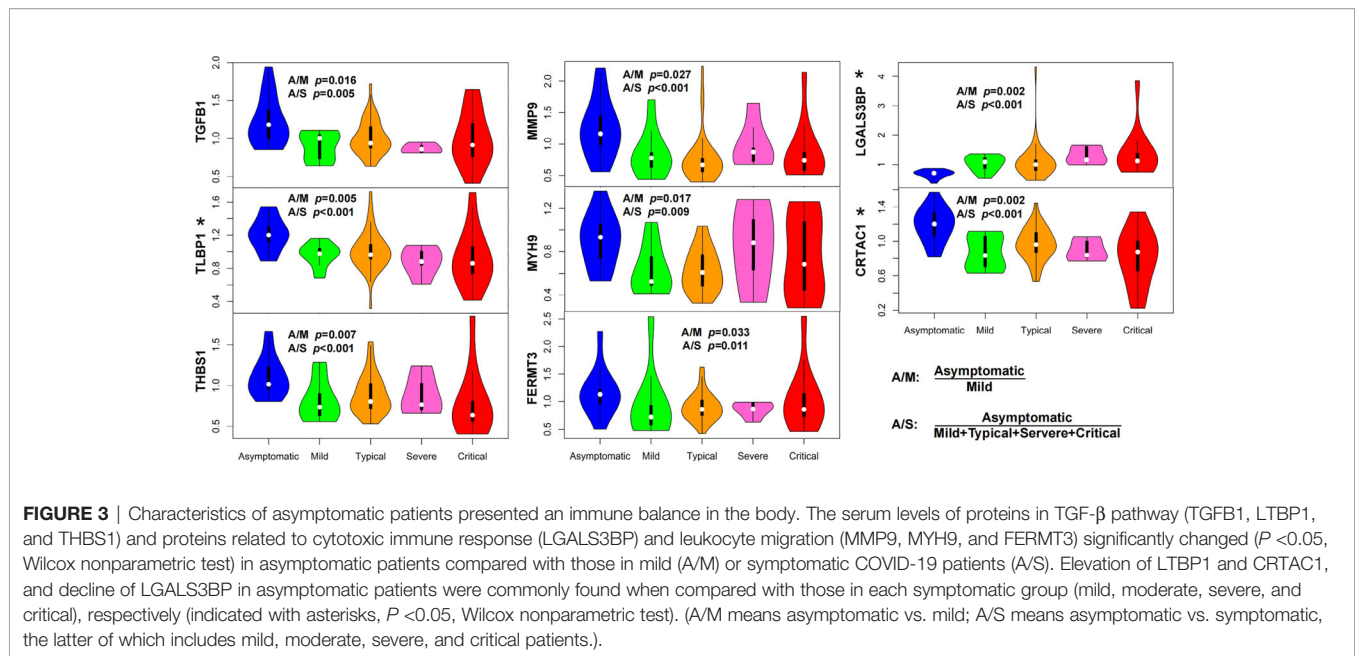 TGFB1
2.0
1.5
1.0
0.5
A/M p=0.016
A/S p=0.005
TLBP1 *
1.6
1.2
0.8
0.4
A/M p=0.005
A/S p<0.001
THBS1
1.5
1.0
0.5
A/M p=0.007
A/S p<0.001
Asymptomatic Mild Typical Severe Critical
MMP9
2.0
1.5
1.0
0.5
A/M p=0.027
A/S p<0.001
MYH9
1.2
0.8
0.4
A/M p=0.017
A/S p=0.009
FERMT3
2.5
2.0
1.5
1.0
0.5
A/M p=0.033
A/S p=0.011
Asymptomatic Mild Typical Severe Critical
LGALS3BP *
4
3
2
1
A/M p=0.002
A/S p<0.001
CRTAC1 *
1.4
1.0
0.6
0.2
A/M p=0.002
A/S p<0.001
Asymptomatic Mild Typical Severe Critical
A/M: Asymptomatic
Mild
A/S: Asymptomatic
Mild+Typical+Servere+Critical
FIGURE 3 | Characteristics of asymptomatic patients presented an immune balance in the body. The serum levels of proteins in TGF-β pathway (TGFB1, LTBP1,
and THBS1) and proteins related to cytotoxic immune response (LGALS3BP) and leukocyte migration (MMP9, MYH9, and FERMT3) significantly changed (P <0.05,
Wilcox nonparametric test) in asymptomatic patients compared with those in mild (A/M) or symptomatic COVID-19 patients (A/S). Elevation of LTBP1 and CRTAC1,
and decline of LGALS3BP in asymptomatic patients were commonly found when compared with those in each symptomatic group (mild, moderate, severe, and
critical), respectively (indicated with asterisks, P <0.05, Wilcox nonparametric test). (A/M means asymptomatic vs. mild; A/S means asymptomatic vs. symptomatic,
the latter of which includes mild, moderate, severe, and critical patients.).